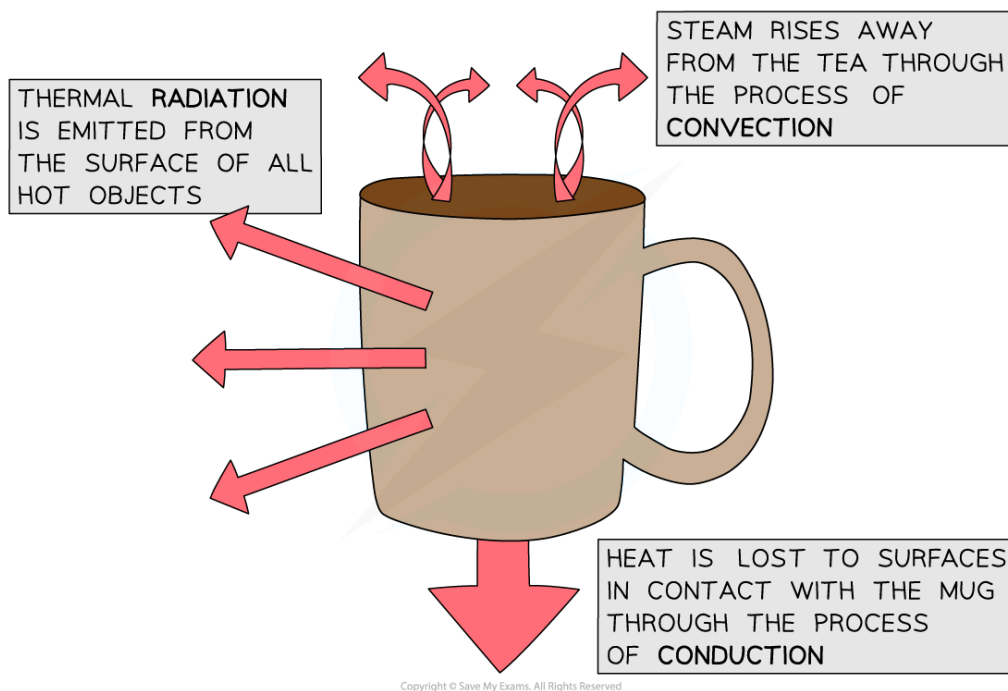 THERMAL RADIATION
IS EMITTED FROM
THE SURFACE OF ALL
HOT OBJECTS
STEAM RISES AWAY
FROM THE TEA THROUGH
THE PROCESS OF
CONVECTION
HEAT IS LOST TO SURFACES
IN CONTACT WITH THE MUG
THROUGH THE PROCESS
OF CONDUCTION
Copyright © Save My Exams. All Rights Reserved